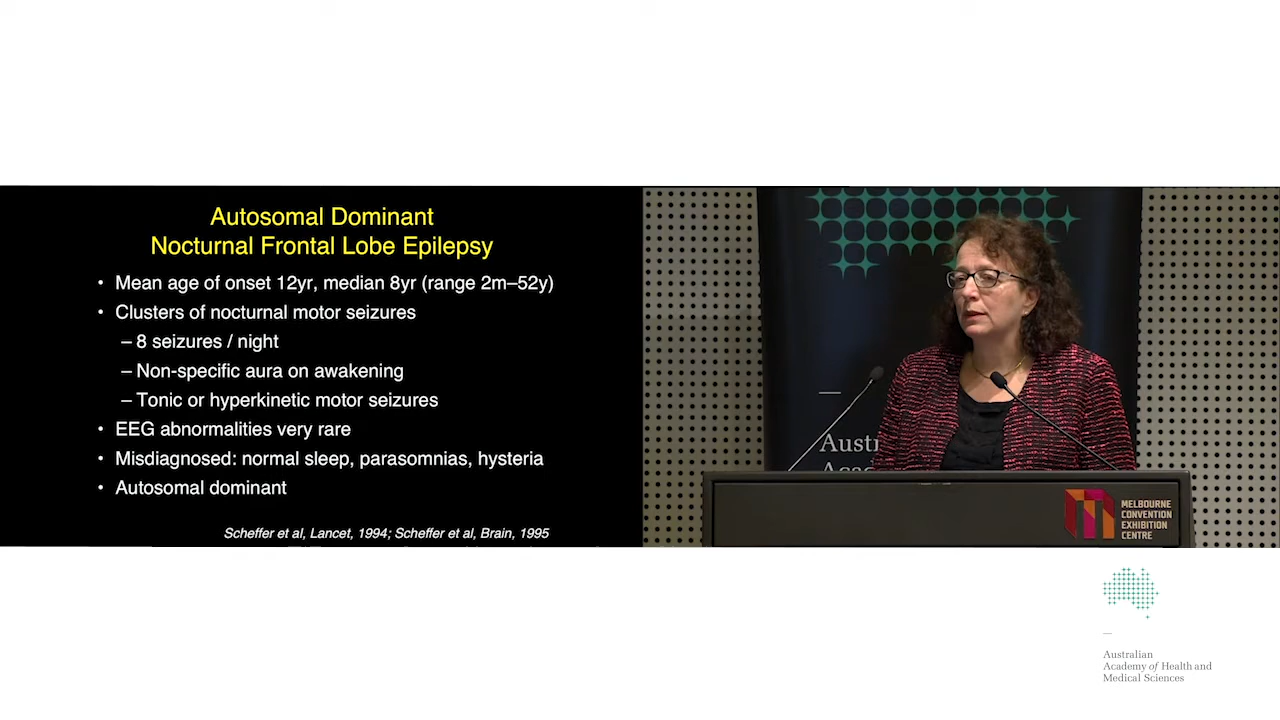 Autosomal Dominant
Nocturnal Frontal Lobe Epilepsy
• Mean age of onset 12yr, median 8yr (range 2m–52y)
• Clusters of nocturnal motor seizures
– 8 seizures / night
– Non-specific aura on awakening
– Tonic or hyperkinetic motor seizures
• EEG abnormalities very rare
• Misdiagnosed: normal sleep, parasomnias, hysteria
• Autosomal dominant
Scheffer et al, Lancet, 1994; Scheffer et al, Brain, 1995
MELBOURNE
CONVENTION
EXHIBITION
CENTRE
Australian
Academy of Health and
Medical Sciences